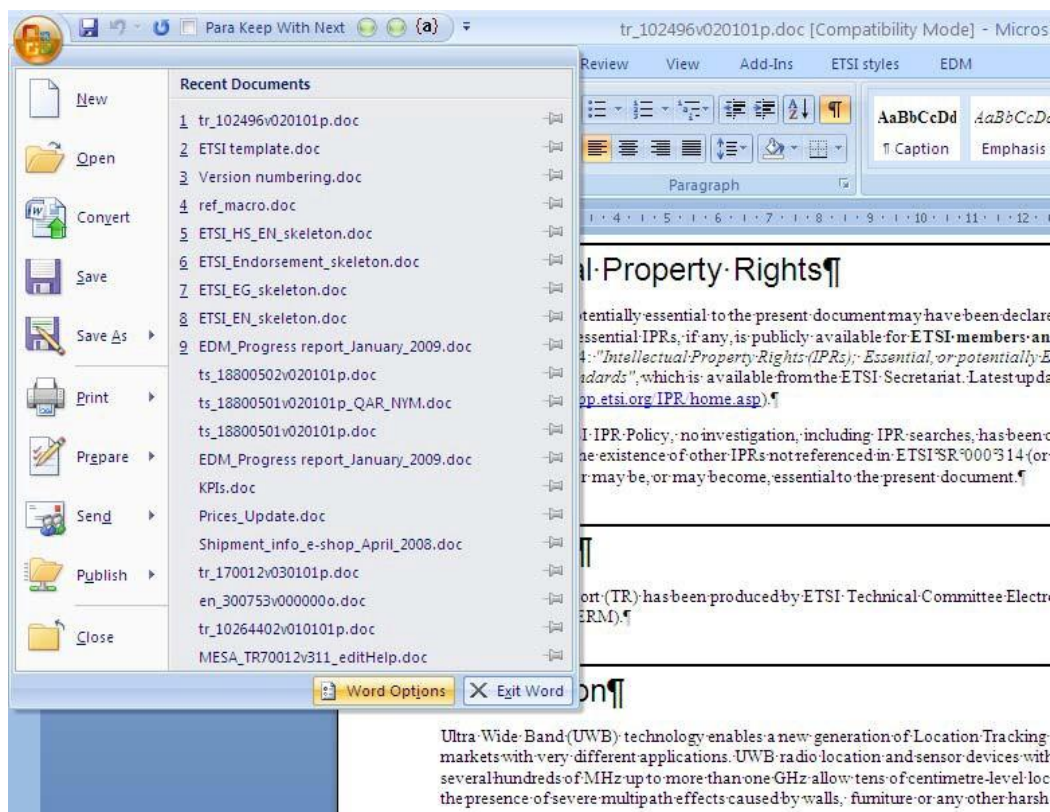 Para Keep With Next {a}
tr_102496v020101p.doc [Compatibility Mode] - Micros
Review View Add-Ins ETSI styles EDM
New
Open
Convert
Save
Save As
Print
Prepare
Send
Publish
Close
Recent Documents
1 tr_102496v020101p.doc
2 ETSI template.doc
3 Version numbering.doc
4 ref_macro.doc
5 ETSI_HS_EN_skeleton.doc
6 ETSI_Endorsement_skeleton.doc
7 ETSI_EG_skeleton.doc
8 ETSI_EN_skeleton.doc
9 EDM_Progress report_January_2009.doc
ts_18800502v020101p.doc
ts_18800501v020101p_QAR_NYM.doc
ts_18800501v020101p.doc
EDM_Progress report_January_2009.doc
KPIs.doc
Prices_Update.doc
Shipment_info_e-shop_April_2008.doc
tr_170012v030101p.doc
en_300753v000000o.doc
tr_10264402v010101p.doc
MESA_TR70012v311_editHelp.doc
Word Options Exit Word
AaBbCcDd AaBbCcDd
¶ Caption Emphasis
Paragraph
4 5 6 7 8 9 10 11 12
al·Property·Rights¶
tentially·essential·to·the·present·document·may·have·been·declare
essential·IPRs,·if·any,·is·publicly·available·for·ETSI·members·an
4:·"Intellectual·Property·Rights·(IPRs);·Essential,·or·potentially·E
ndards",·which·is·available·from·the·ETSI·Secretariat.·Latest·upda
pp.etsi.org/IPR/home.asp).¶
I·IPR·Policy,·no·investigation,·including·IPR·searches,·has·been·c
he·existence·of·other·IPRs·not·referenced·in·ETSI°SR°000°314·(or
r·may·be,·or·may·become,·essential·to·the·present·document.¶
¶
ort·(TR)·has·been·produced·by·ETSI·Technical·Committee·Electro
ERM).¶
on¶
Ultra·Wide·Band·(UWB)·technology·enables·a·new·generation·of·Location·Tracking
markets·with·very·different·applications.·UWB·radio·location·and·sensor·devices·with
several·hundreds·of·MHz·up·to·more·than·one·GHz·allow·tens·of·centimetre-level·loc
the·presence·of·severe·multipath·effects·caused·by·walls,·furniture·or·any·other·harsh